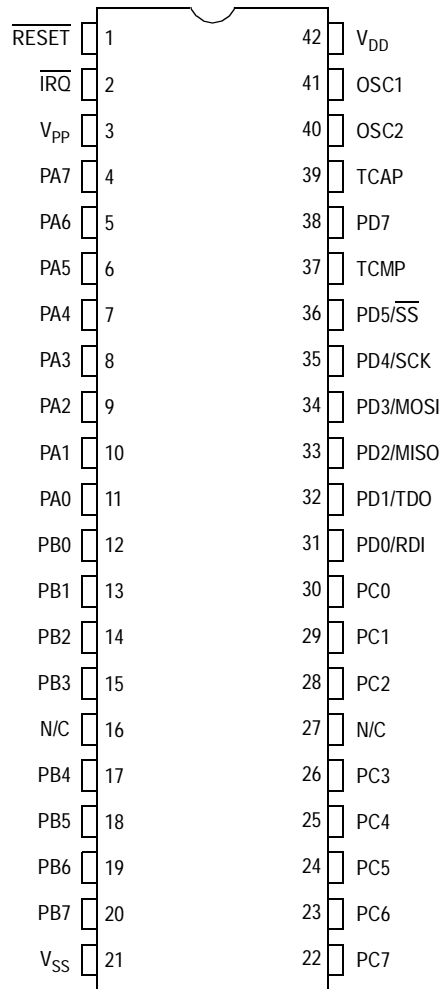 RESET 1 42 VDD
IRQ 2 41 OSC1
VPP 3 40 OSC2
PA7 4 39 TCAP
PA6 5 38 PD7
PA5 6 37 TCMP
PA4 7 36 PD5/SS
PA3 8 35 PD4/SCK
PA2 9 34 PD3/MOSI
PA1 10 33 PD2/MISO
PA0 11 32 PD1/TDO
PB0 12 31 PD0/RDI
PB1 13 30 PC0
PB2 14 29 PC1
PB3 15 28 PC2
N/C 16 27 N/C
PB4 17 26 PC3
PB5 18 25 PC4
PB6 19 24 PC5
PB7 20 23 PC6
VSS 21 22 PC7